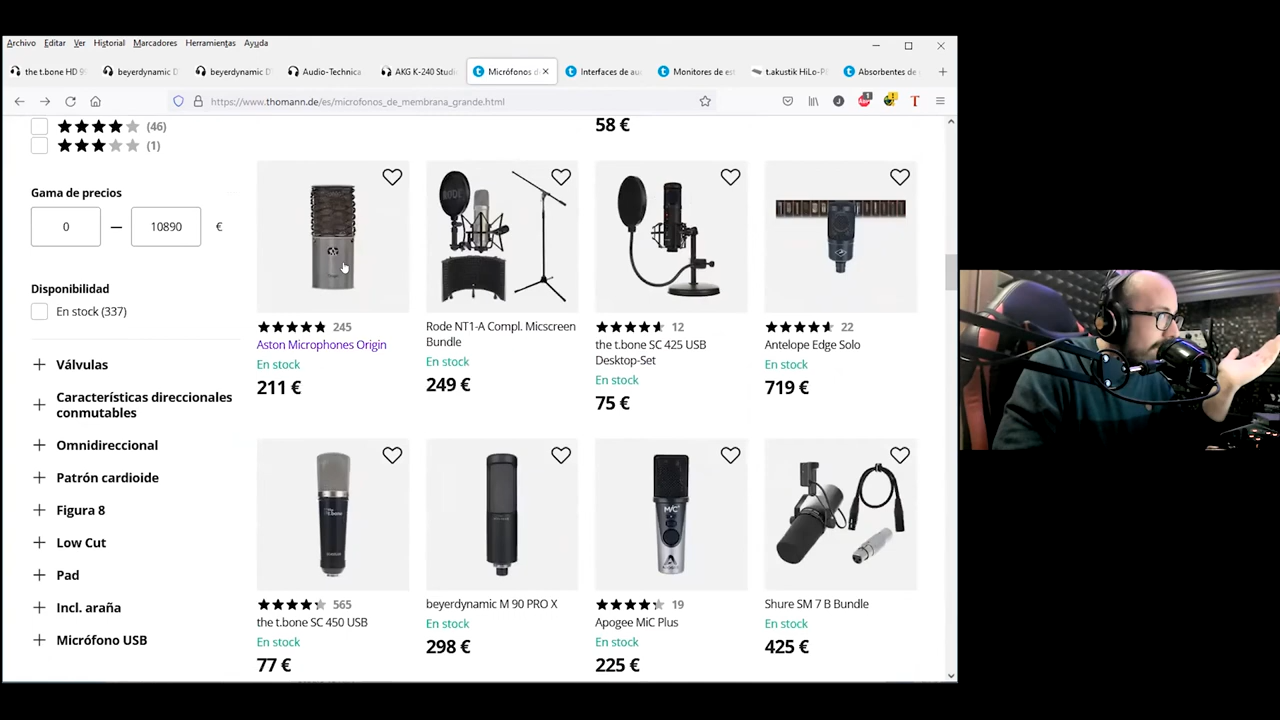 Archivo Editar Ver Historial Marcadores Herramientas Ayuda
the t.bone HD 9 beyerdynamic D beyerdynamic D Audio-Technica AKG K-240 Studi Micrófonos d Interfaces de au Monitores de es t.akustik HiLo-P Absorbentes de
https://www.thomann.de/es/microfonos_de_membrana_grande.html
(46)
(1)
58 €
Gama de precios
0 — 10890 €
Disponibilidad
En stock (337)
Válvulas
Características direccionales
conmutables
Omnidireccional
Patrón cardioide
Figura 8
Low Cut
Pad
Incl. araña
Micrófono USB
245
Aston Microphones Origin
En stock
211 €
Rode NT1-A Compl. Micscreen
Bundle
En stock
249 €
12
the t.bone SC 425 USB
Desktop-Set
En stock
75 €
22
Antelope Edge Solo
En stock
719 €
565
the t.bone SC 450 USB
En stock
77 €
beyerdynamic M 90 PRO X
En stock
298 €
19
Apogee MiC Plus
En stock
225 €
Shure SM 7 B Bundle
En stock
425 €